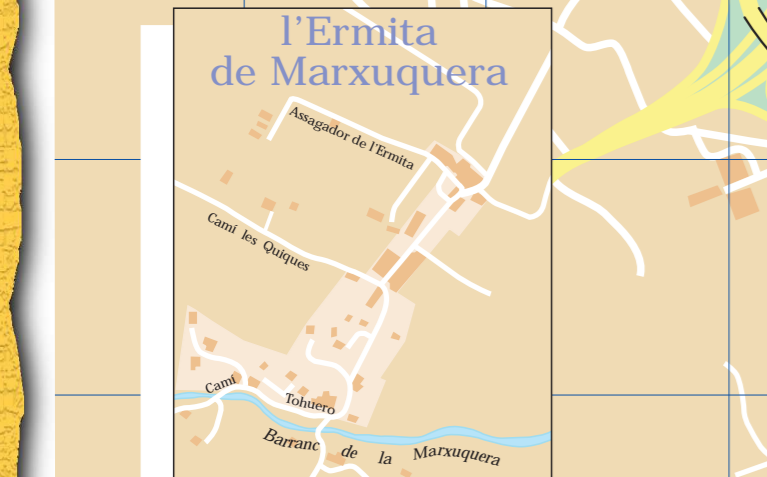 l'Ermita
de Marxuquera
Assagador de l'Ermita
Camí les Quiques
Camí Tohuero
Barranc de la Marxuquera